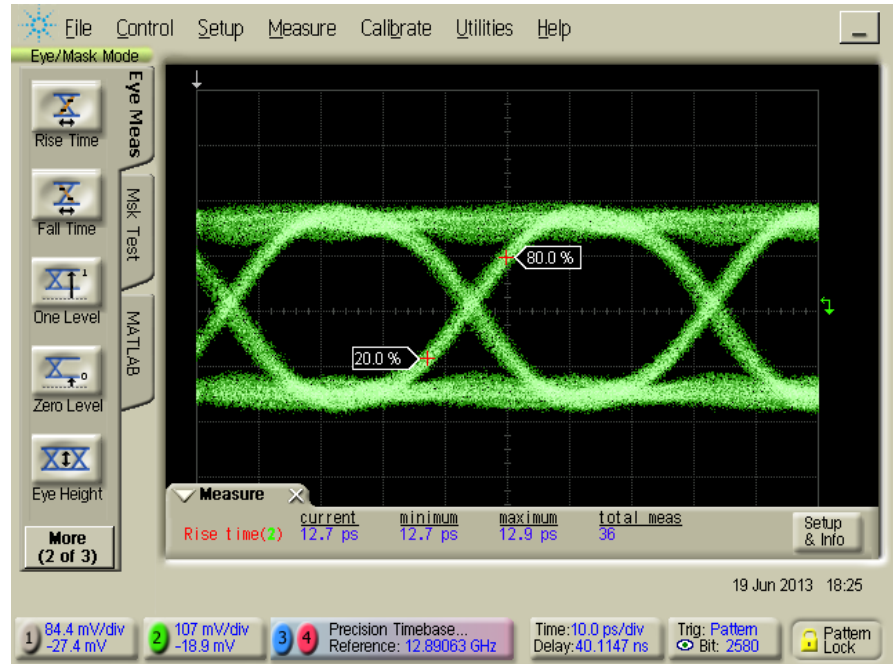 File Control Setup Measure Calibrate Utilities Help
Eye/Mask Mode
Eye Meas
Msk Test
MATLAB
Rise Time
Fall Time
One Level
Zero Level
Eye Height
More
(2 of 3)
80.0 %
20.0 %
Measure
current minimum maximum total meas
Rise time(2) 12.7 ps 12.7 ps 12.9 ps 36
Setup
& Info
19 Jun 2013 18:25
1 84.4 mV/div
-27.4 mV
2 107 mV/div
-18.9 mV
3 4 Precision Timebase...
Reference: 12.89063 GHz
Time:10.0 ps/div
Delay:40.1147 ns
Trig: Pattern
Bit: 2580
Pattern
Lock